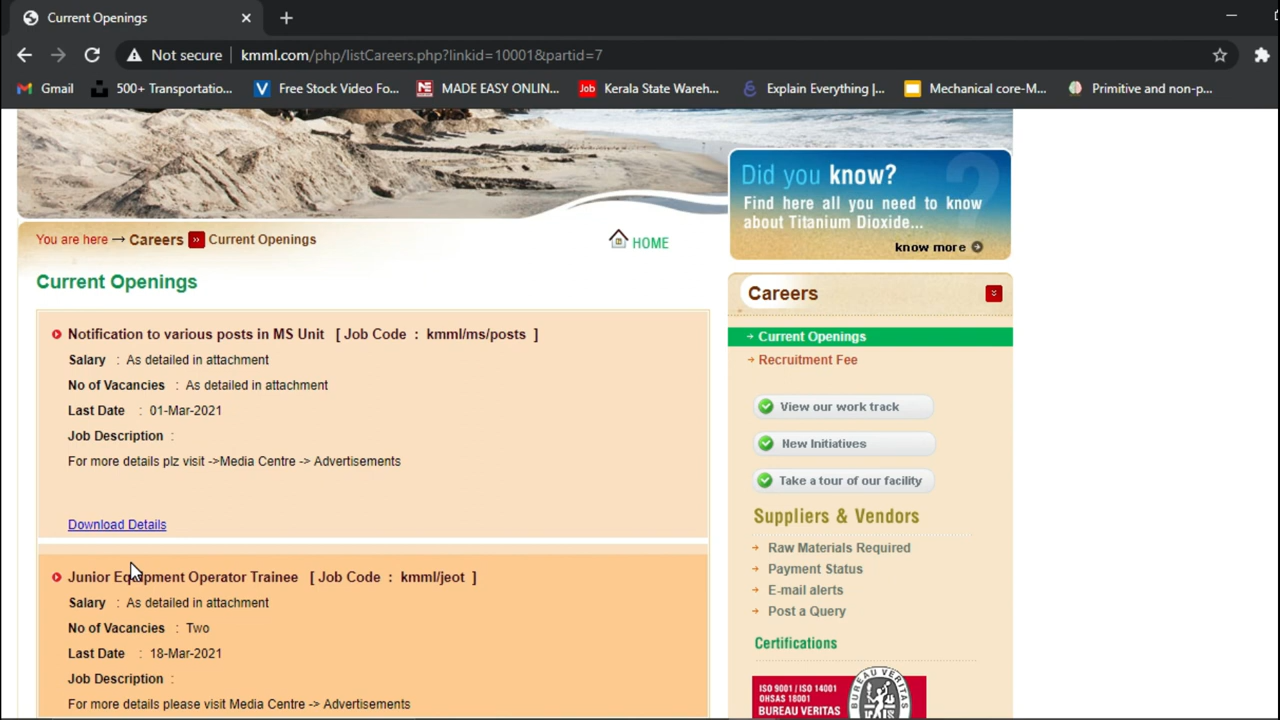 Current Openings
Not secure kmml.com/php/listCareers.php?linkid=10001&partid=7
Gmail 500+ Transportatio... Free Stock Video Fo... MADE EASY ONLIN... Job Kerala State Wareh... Explain Everything |... Mechanical core-M... Primitive and non-p...
Did you know?
Find here all you need to know
about Titanium Dioxide...
know more
You are here → Careers » Current Openings
HOME
Current Openings
Notification to various posts in MS Unit [ Job Code : kmml/ms/posts ]
Salary : As detailed in attachment
No of Vacancies : As detailed in attachment
Last Date : 01-Mar-2021
Job Description :
For more details plz visit ->Media Centre -> Advertisements
Download Details
Junior Equipment Operator Trainee [ Job Code : kmml/jeot ]
Salary : As detailed in attachment
No of Vacancies : Two
Last Date : 18-Mar-2021
Job Description :
For more details please visit Media Centre -> Advertisements
Careers
Current Openings
Recruitment Fee
View our work track
New Initiatives
Take a tour of our facility
Suppliers & Vendors
Raw Materials Required
Payment Status
E-mail alerts
Post a Query
Certifications
ISO 9001 / ISO 14001
OHSAS 18001
BUREAU VERITAS
BUREAU VERITAS